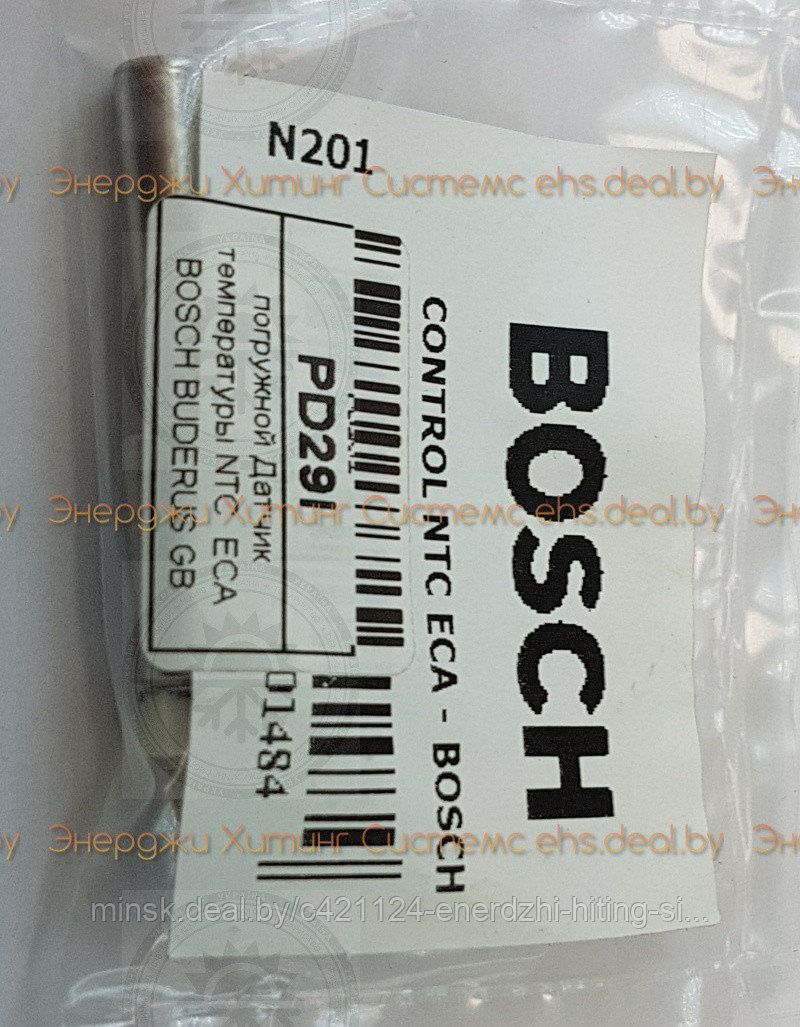 N201
Энерджи Хитинг Системс ehs.deal.by
BOSCH
CONTROL NTC ECA - BOSCH
PD291
погружной Датчик
температуры NTC ECA
BOSCH BUDERUS GB
01484
Энерджи Хитинг Системс ehs.deal.by
Энерджи Хитинг Системс ehs.deal.by
minsk.deal.by/c421124-enerdzhi-hiting-si...